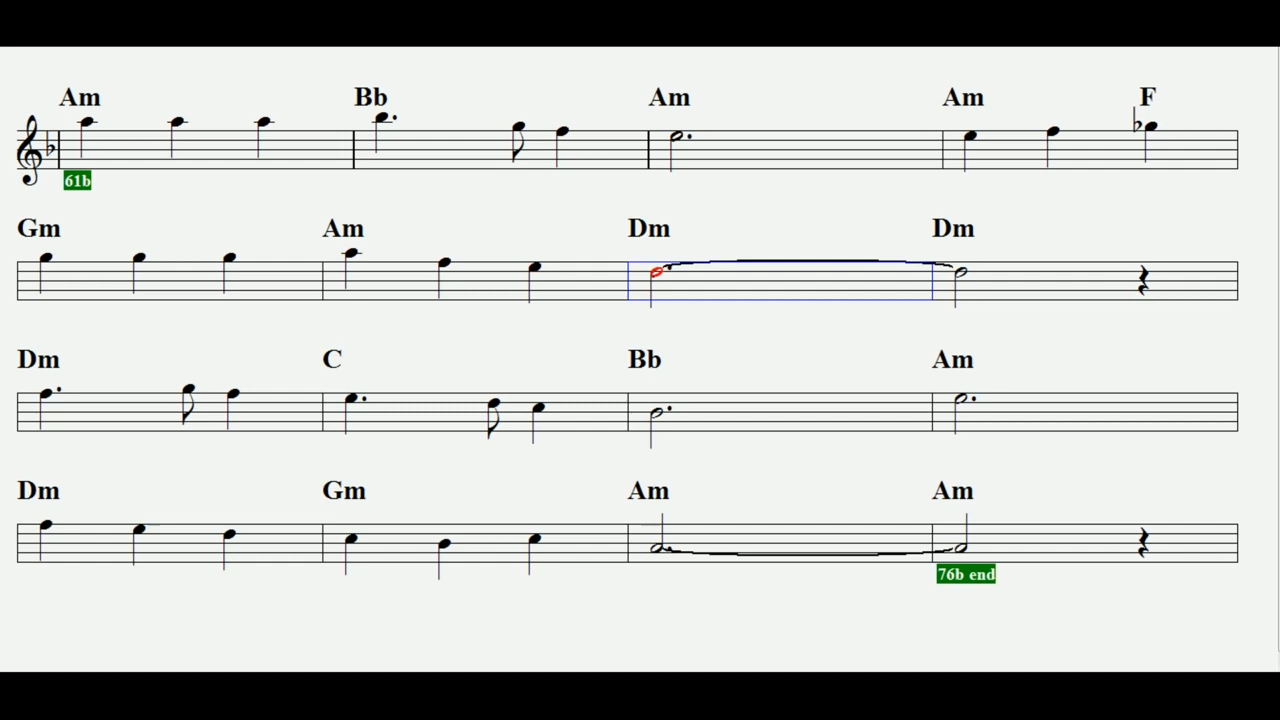 Am Bb Am Am F
61b
Gm Am Dm Dm
Dm C Bb Am
Dm Gm Am Am
76b end